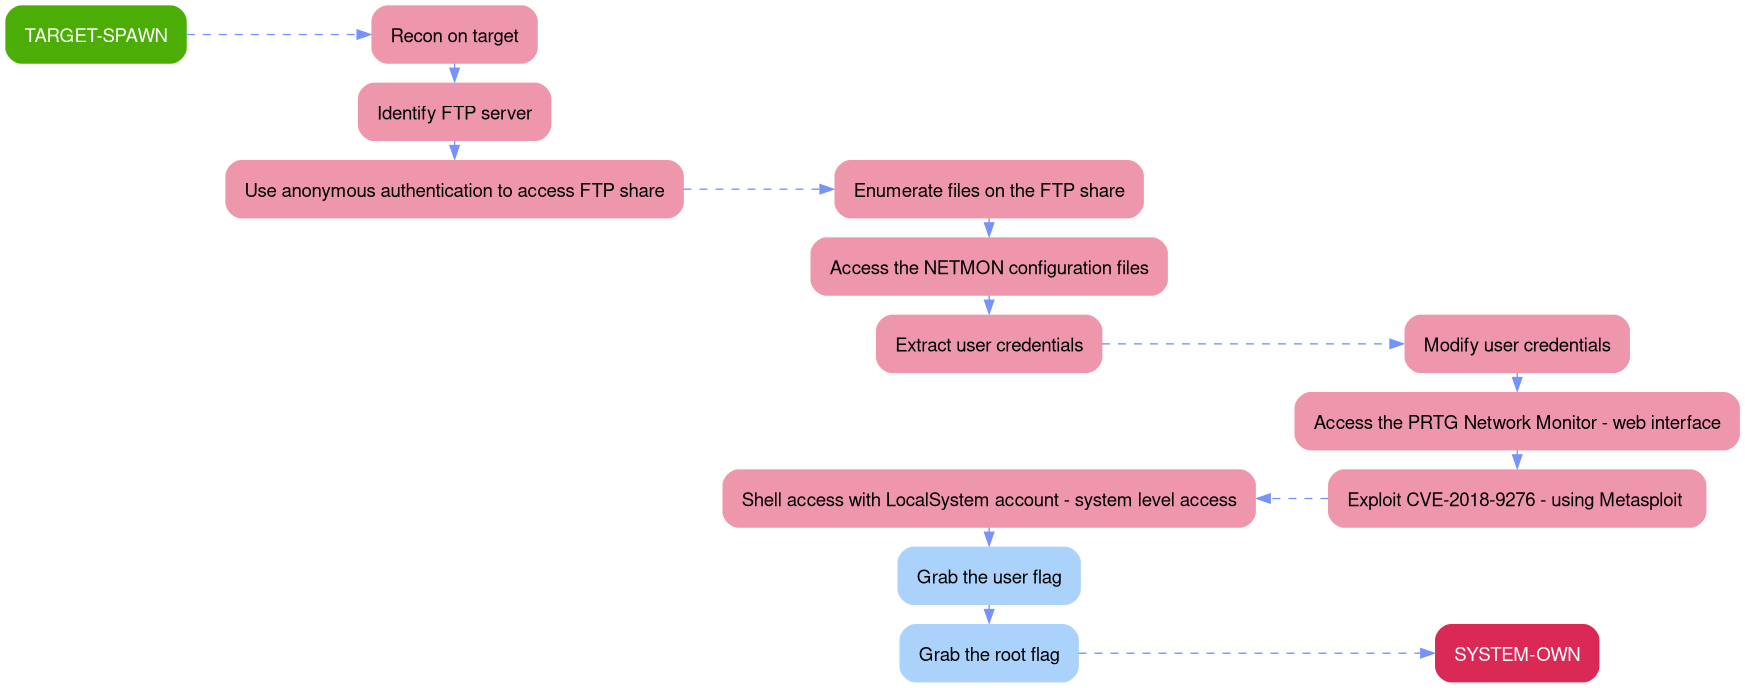 TARGET-SPAWN
Recon on target
Identify FTP server
Use anonymous authentication to access FTP share
Enumerate files on the FTP share
Access the NETMON configuration files
Extract user credentials
Modify user credentials
Access the PRTG Network Monitor - web interface
Exploit CVE-2018-9276 - using Metasploit
Shell access with LocalSystem account - system level access
Grab the user flag
Grab the root flag
SYSTEM-OWN